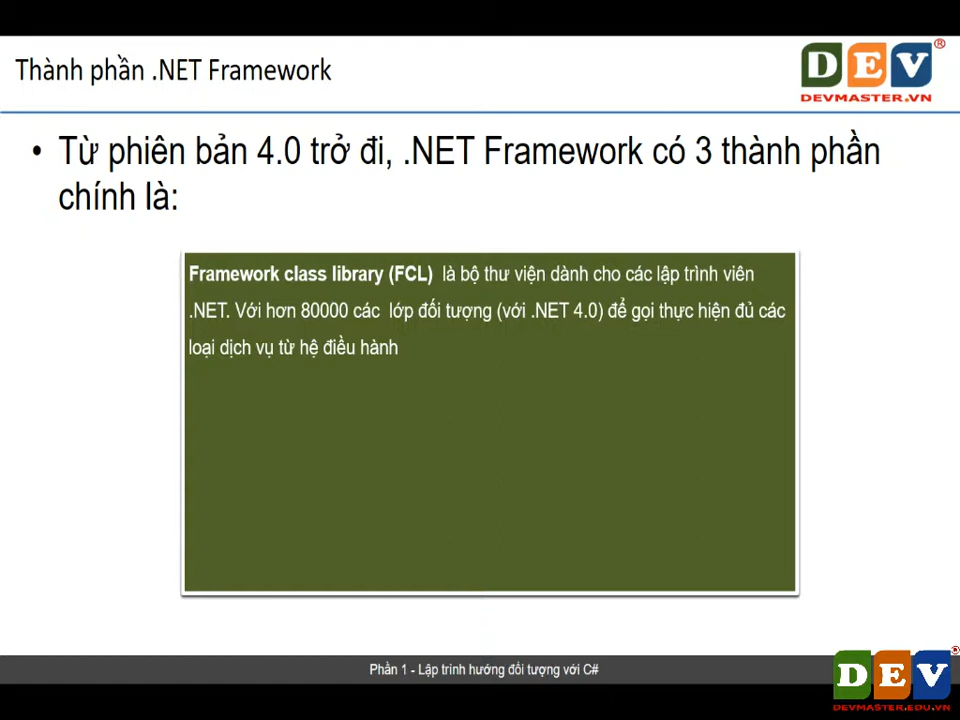 Thành phần .NET Framework
DEV®
DEVMASTER.VN
• Từ phiên bản 4.0 trở đi, .NET Framework có 3 thành phần
chính là:
Framework class library (FCL) là bộ thư viện dành cho các lập trình viên
.NET. Với hơn 80000 các lớp đối tượng (với .NET 4.0) để gọi thực hiện đủ các
loại dịch vụ từ hệ điều hành
Phần 1 - Lập trình hướng đối tượng với C#
DEV®
DEVMASTER.EDU.VN